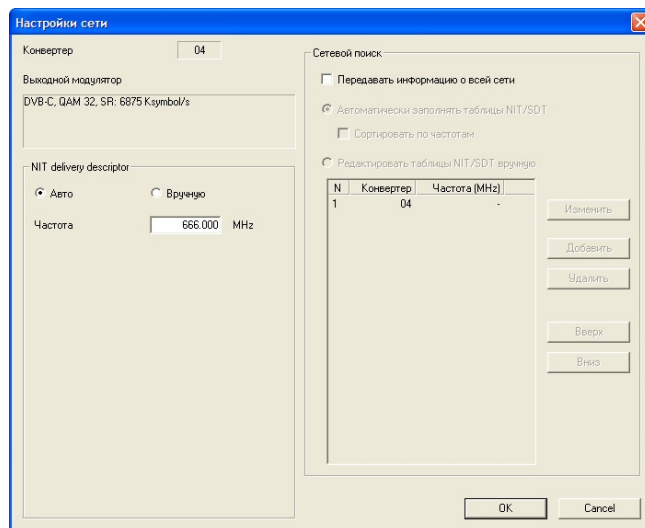 Настройки сети
Конвертер 04
Выходной модулятор
DVB-C, QAM 32, SR: 6875 Ksymbol/s
NIT delivery descriptor
Авто Вручную
Частота 666.000 MHz
Сетевой поиск
Передавать информацию о всей сети
Автоматически заполнять таблицы NIT/SDT
Сортировать по частотам
Редактировать таблицы NIT/SDT вручную
N Конвертер Частота (MHz)
1 04 -
Изменить
Добавить
Удалить
Вверх
Вниз
OK Cancel